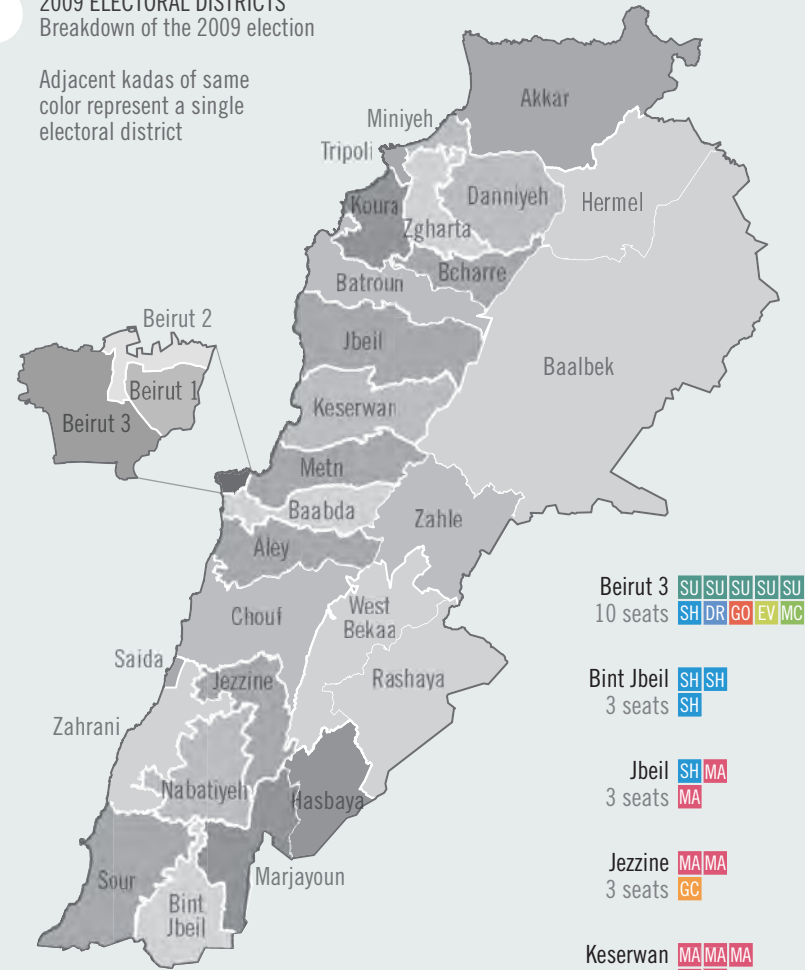 2009 ELECTORAL DISTRICTS
Breakdown of the 2009 election
Adjacent kadas of same
color represent a single
electoral district
Akkar
Miniyeh
Tripoli
Koura
Zgharta
Danniyeh
Hermel
Bcharre
Batroun
Jbeil
Baalbek
Beirut 2
Beirut 1
Beirut 3
Keserwan
Metn
Baabda
Zahle
Aley
Chouf
West
Bekaa
Rashaya
Saida
Jezzine
Zahrani
Nabatiyeh
Hasbaya
Marjayoun
Sour
Bint
Jbeil
Beirut 3 SU SU SU SU SU
10 seats SH DR GO EV MC
Bint Jbeil SH SH
3 seats SH
Jbeil SH MA
3 seats MA
Jezzine MA MA
3 seats GC
Keserwan MA MA MA